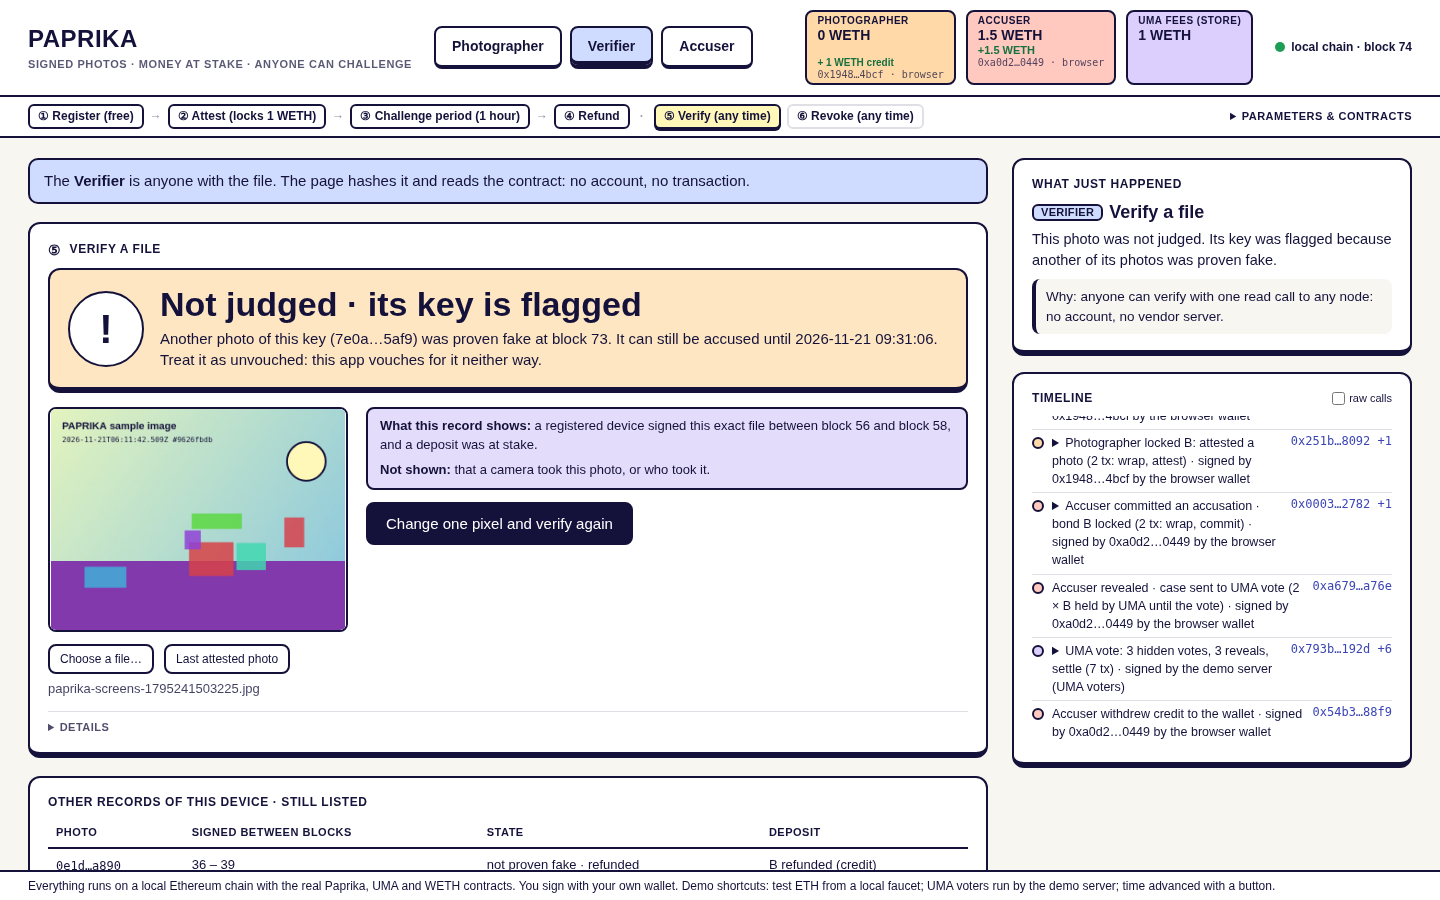 PAPRIKA
SIGNED PHOTOS · MONEY AT STAKE · ANYONE CAN CHALLENGE
Photographer
Verifier
Accuser
PHOTOGRAPHER
0 WETH
+ 1 WETH credit
0x1948…4bcf · browser
ACCUSER
1.5 WETH
+1.5 WETH
0xa0d2…0449 · browser
UMA FEES (STORE)
1 WETH
local chain · block 74
① Register (free) → ② Attest (locks 1 WETH) → ③ Challenge period (1 hour) → ④ Refund · ⑤ Verify (any time) ⑥ Revoke (any time)
▶ PARAMETERS & CONTRACTS
The Verifier is anyone with the file. The page hashes it and reads the contract: no account, no transaction.
⑤ VERIFY A FILE
!
Not judged · its key is flagged
Another photo of this key (7e0a…5af9) was proven fake at block 73. It can still be accused until 2026-11-21 09:31:06.
Treat it as unvouched: this app vouches for it neither way.
PAPRIKA sample image
2026-11-21T06:11:42.509Z #9626fbdb
What this record shows: a registered device signed this exact file between block 56 and block 58,
and a deposit was at stake.
Not shown: that a camera took this photo, or who took it.
Change one pixel and verify again
Choose a file…
Last attested photo
paprika-screens-1795241503225.jpg
▶ DETAILS
OTHER RECORDS OF THIS DEVICE · STILL LISTED
PHOTO SIGNED BETWEEN BLOCKS STATE DEPOSIT
0e1d…a890 36 – 39 not proven fake · refunded B refunded (credit)
WHAT JUST HAPPENED
VERIFIER Verify a file
This photo was not judged. Its key was flagged because
another of its photos was proven fake.
Why: anyone can verify with one read call to any node:
no account, no vendor server.
TIMELINE
raw calls
0x1948…4bcf by the browser wallet
▶ Photographer locked B: attested a 0x251b…8092 +1
photo (2 tx: wrap, attest) · signed by
0x1948…4bcf by the browser wallet
▶ Accuser committed an accusation · 0x0003…2782 +1
bond B locked (2 tx: wrap, commit) ·
signed by 0xa0d2…0449 by the browser
wallet
Accuser revealed · case sent to UMA vote (2 0xa679…a76e
× B held by UMA until the vote) · signed by
0xa0d2…0449 by the browser wallet
▶ UMA vote: 3 hidden votes, 3 reveals, 0x793b…192d +6
settle (7 tx) · signed by the demo server
(UMA voters)
Accuser withdrew credit to the wallet · signed 0x54b3…88f9
by 0xa0d2…0449 by the browser wallet
Everything runs on a local Ethereum chain with the real Paprika, UMA and WETH contracts. You sign with your own wallet. Demo shortcuts: test ETH from a local faucet; UMA voters run by the demo server; time advanced with a button.